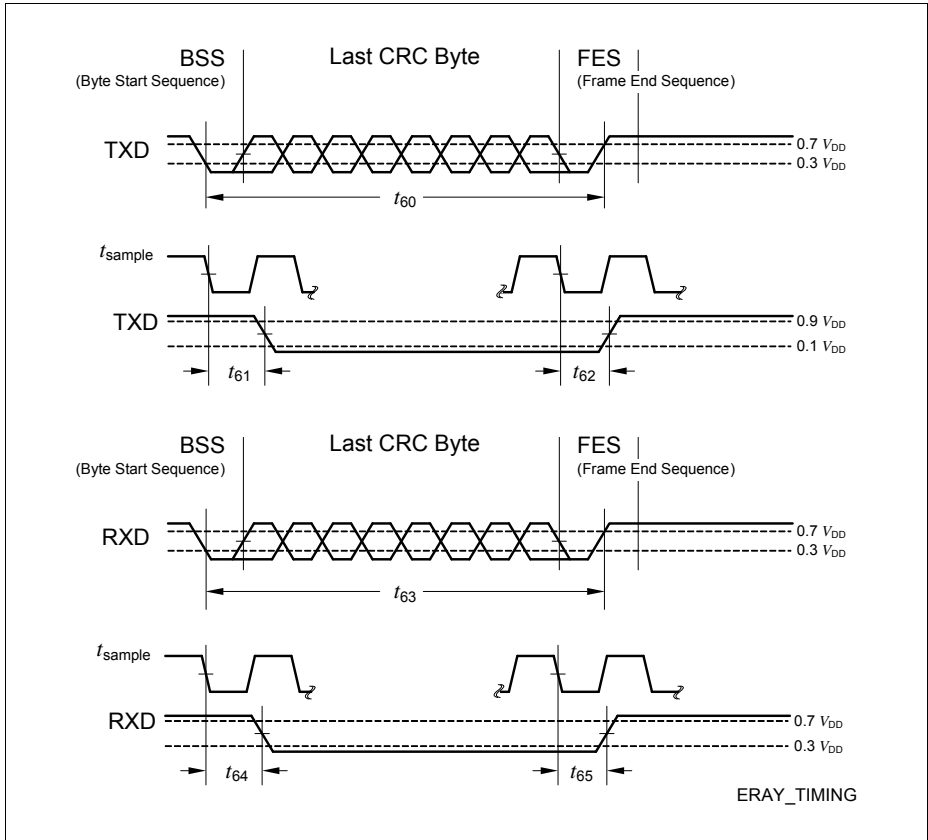 BSS Last CRC Byte FES
(Byte Start Sequence) (Frame End Sequence)
TXD
0.7 VDD
0.3 VDD
t60
tsample
TXD
0.9 VDD
0.1 VDD
t61 t62
BSS Last CRC Byte FES
(Byte Start Sequence) (Frame End Sequence)
RXD
0.7 VDD
0.3 VDD
t63
tsample
RXD
0.7 VDD
0.3 VDD
t64 t65
ERAY_TIMING